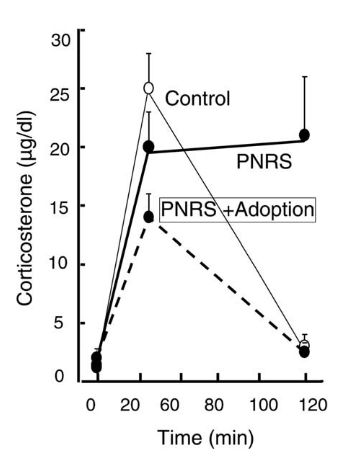 30
25
20
15
10
5
0
Corticosterone (µg/dl)
Control
PNRS
PNRS +Adoption
0 20 60 80 100 120
Time (min)